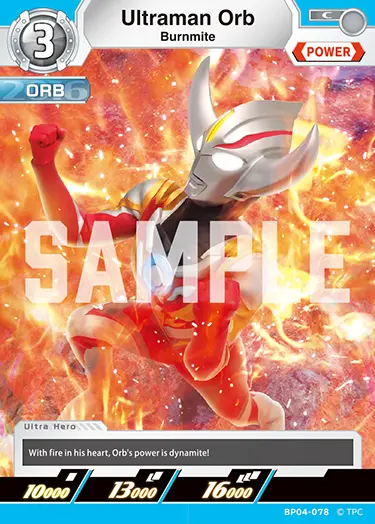 Ultraman Orb
Burnmite
C
3
POWER
ORB
SAMPLE
Ultra Hero
With fire in his heart, Orb's power is dynamite!
10000
13000
16000
BP04-078 © TPC